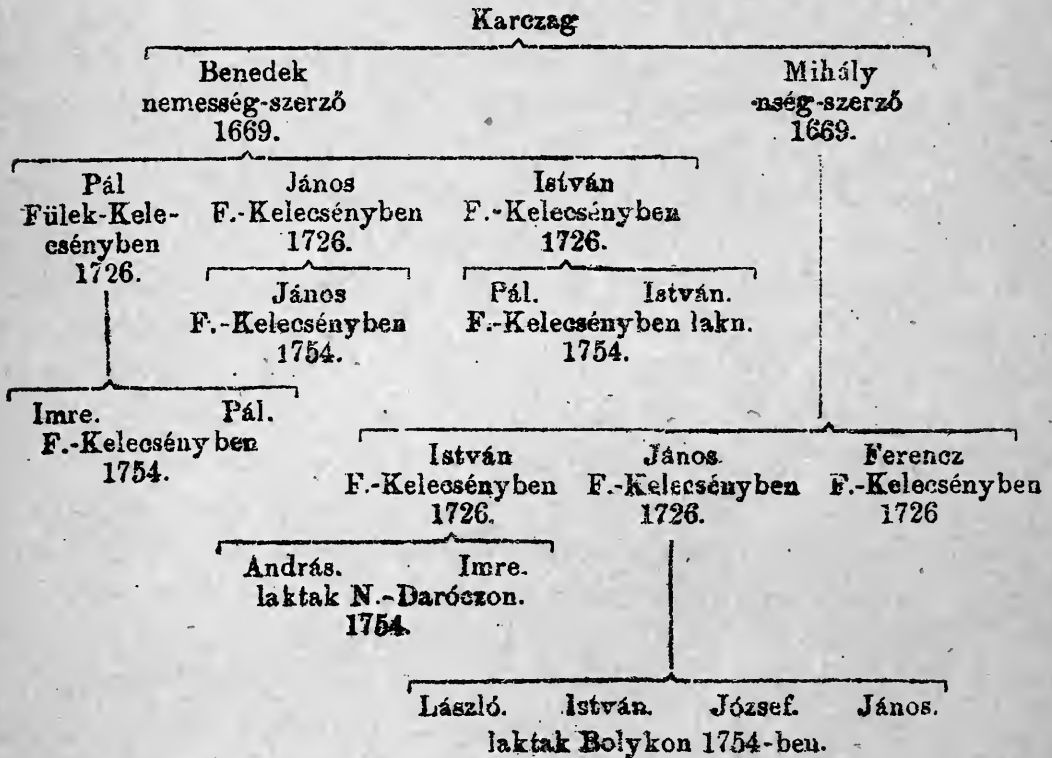 Karczag
Benedek
nemesség-szerző
1669.
Mihály
-nség-szerző
1669.
Pál
Fülek-Kele-
csényben
1726.
János
F.-Kelecsényben
1726.
István
F.-Kelecsényben
1726.
János
F.-Kelecsényben
1754.
Pál. István.
F.-Kelecsényben lakn.
1754.
Imre. Pál.
F.-Kelecsényben
1754.
István
F.-Kelecsényben
1726.
János.
F.-Kelecsényben
1726.
Ferencz
F.-Kelecsényben
1726
András. Imre.
laktak N.-Daróczon.
1754.
László. István. József. János.
laktak Bolykon 1754-ben.